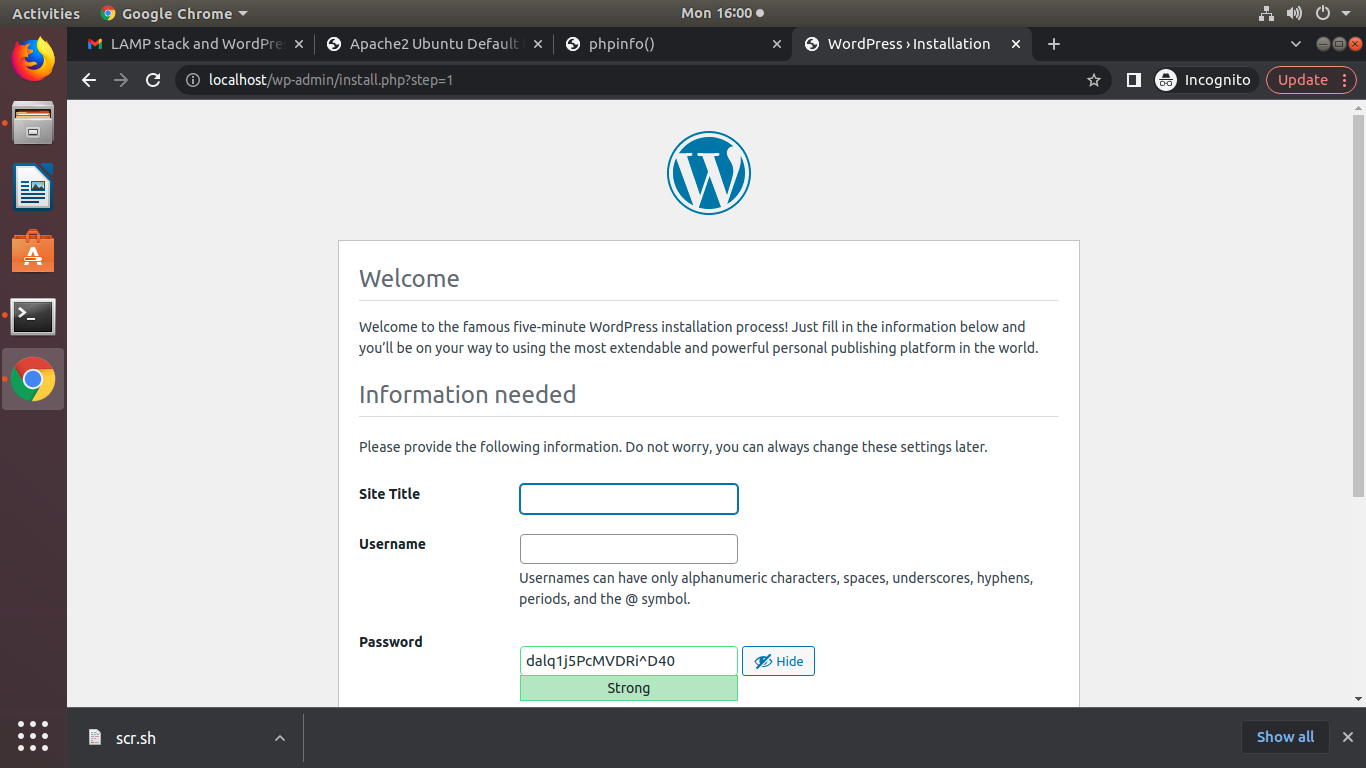 Activities
Google Chrome
Mon 16:00
LAMP stack and WordPre
Apache2 Ubuntu Default
phpinfo()
WordPress › Installation
localhost/wp-admin/install.php?step=1
Incognito
Update
Welcome
Welcome to the famous five-minute WordPress installation process! Just fill in the information below and
you’ll be on your way to using the most extendable and powerful personal publishing platform in the world.
Information needed
Please provide the following information. Do not worry, you can always change these settings later.
Site Title
Username
Usernames can have only alphanumeric characters, spaces, underscores, hyphens,
periods, and the @ symbol.
Password
dalq1j5PcMVDRi^D40
Hide
Strong
scr.sh
Show all